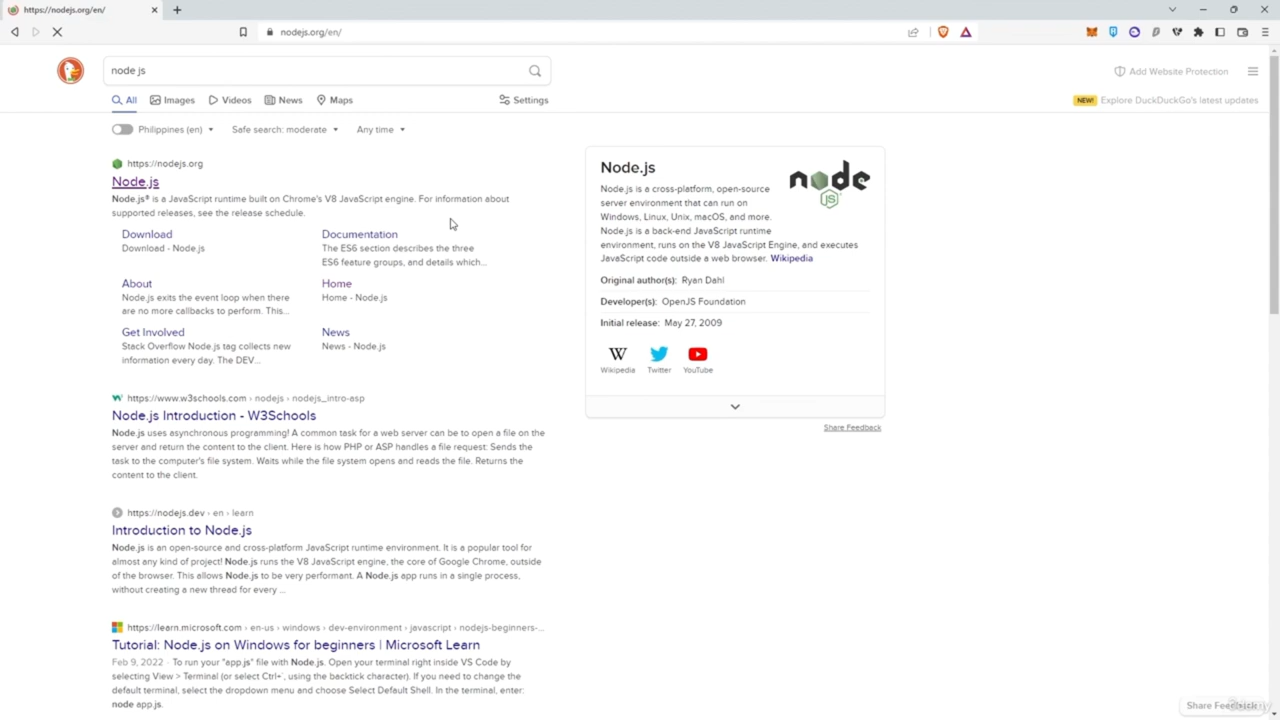 https://nodejs.org/en/
nodejs.org/en/
node js
Add Website Protection
All
Images
Videos
News
Maps
Settings
NEW!
Explore DuckDuckGo's latest updates
Philippines (en)
Safe search: moderate
Any time
https://nodejs.org
Node.js
Node.js® is a JavaScript runtime built on Chrome's V8 JavaScript engine. For information about
supported releases, see the release schedule.
Download
Download - Node.js
Documentation
The ES6 section describes the three
ES6 feature groups, and details which...
About
Node.js exits the event loop when there
are no more callbacks to perform. This...
Home
Home - Node.js
Get Involved
Stack Overflow Node.js tag collects new
information every day. The DEV...
News
News - Node.js
https://www.w3schools.com › nodejs › nodejs_intro-asp
Node.js Introduction - W3Schools
Node.js uses asynchronous programming! A common task for a web server can be to open a file on the
server and return the content to the client. Here is how PHP or ASP handles a file request: Sends the
task to the computer's file system. Waits while the file system opens and reads the file. Returns the
content to the client.
https://nodejs.dev › en › learn
Introduction to Node.js
Node.js is an open-source and cross-platform JavaScript runtime environment. It is a popular tool for
almost any kind of project! Node.js runs the V8 JavaScript engine, the core of Google Chrome, outside
of the browser. This allows Node.js to be very performant. A Node.js app runs in a single process,
without creating a new thread for every ...
https://learn.microsoft.com › en-us › windows › dev-environment › javascript › nodejs-beginners-...
Tutorial: Node.js on Windows for beginners | Microsoft Learn
Feb 9, 2022 · To run your "app.js" file with Node.js. Open your terminal right inside VS Code by
selecting View > Terminal (or select Ctrl+`, using the backtick character). If you need to change the
default terminal, select the dropdown menu and choose Select Default Shell. In the terminal, enter:
node app.js.
Node.js
node
JS
Node.js is a cross-platform, open-source
server environment that can run on
Windows, Linux, Unix, macOS, and more.
Node.js is a back-end JavaScript runtime
environment, runs on the V8 JavaScript Engine, and executes
JavaScript code outside a web browser. Wikipedia
Original author(s): Ryan Dahl
Developer(s): OpenJS Foundation
Initial release: May 27, 2009
W
Wikipedia
Twitter
YouTube
Share Feedback
Share Feedback
Udemy